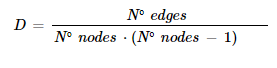 D = N° edges / N° nodes · (N° nodes − 1)